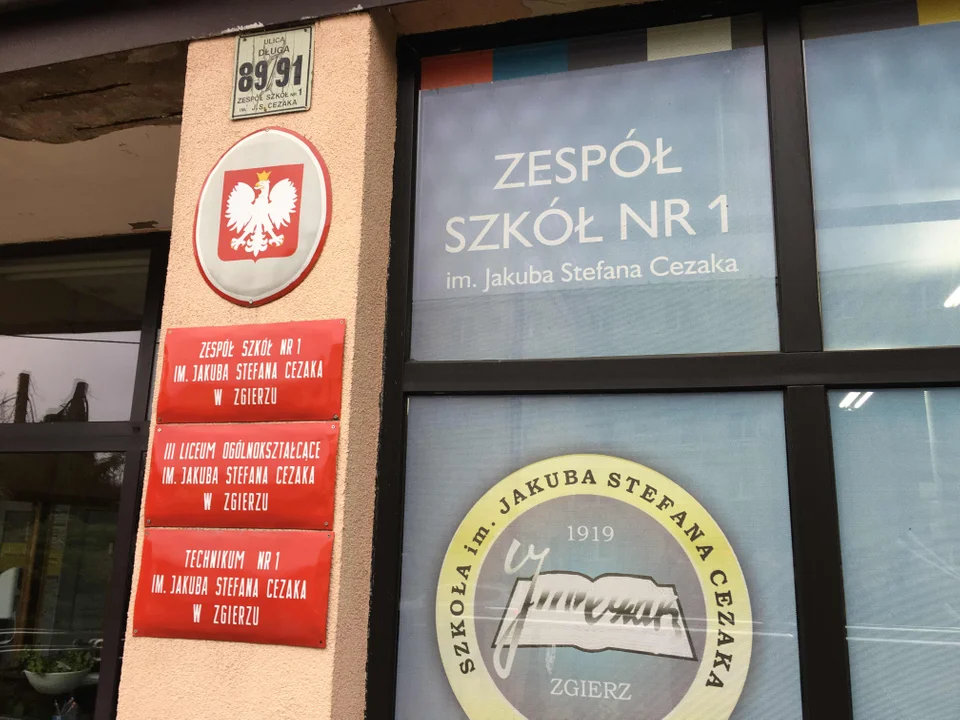 ULICA
DŁUGA
89/91
ZESPÓŁ SZKÓŁ NR 1
IM. J.S. CEZAKA
ZESPÓŁ SZKÓŁ NR 1
IM. JAKUBA STEFANA CEZAKA
W ZGIERZU
III LICEUM OGÓLNOKSZTAŁCĄCE
IM. JAKUBA STEFANA CEZAKA
W ZGIERZU
TECHNIKUM NR 1
IM. JAKUBA STEFANA CEZAKA
W ZGIERZU
ZESPÓŁ
SZKÓŁ NR 1
im. Jakuba Stefana Cezaka
SZKOŁA im. JAKUBA STEFANA CEZAKA
1919
ZGIERZ